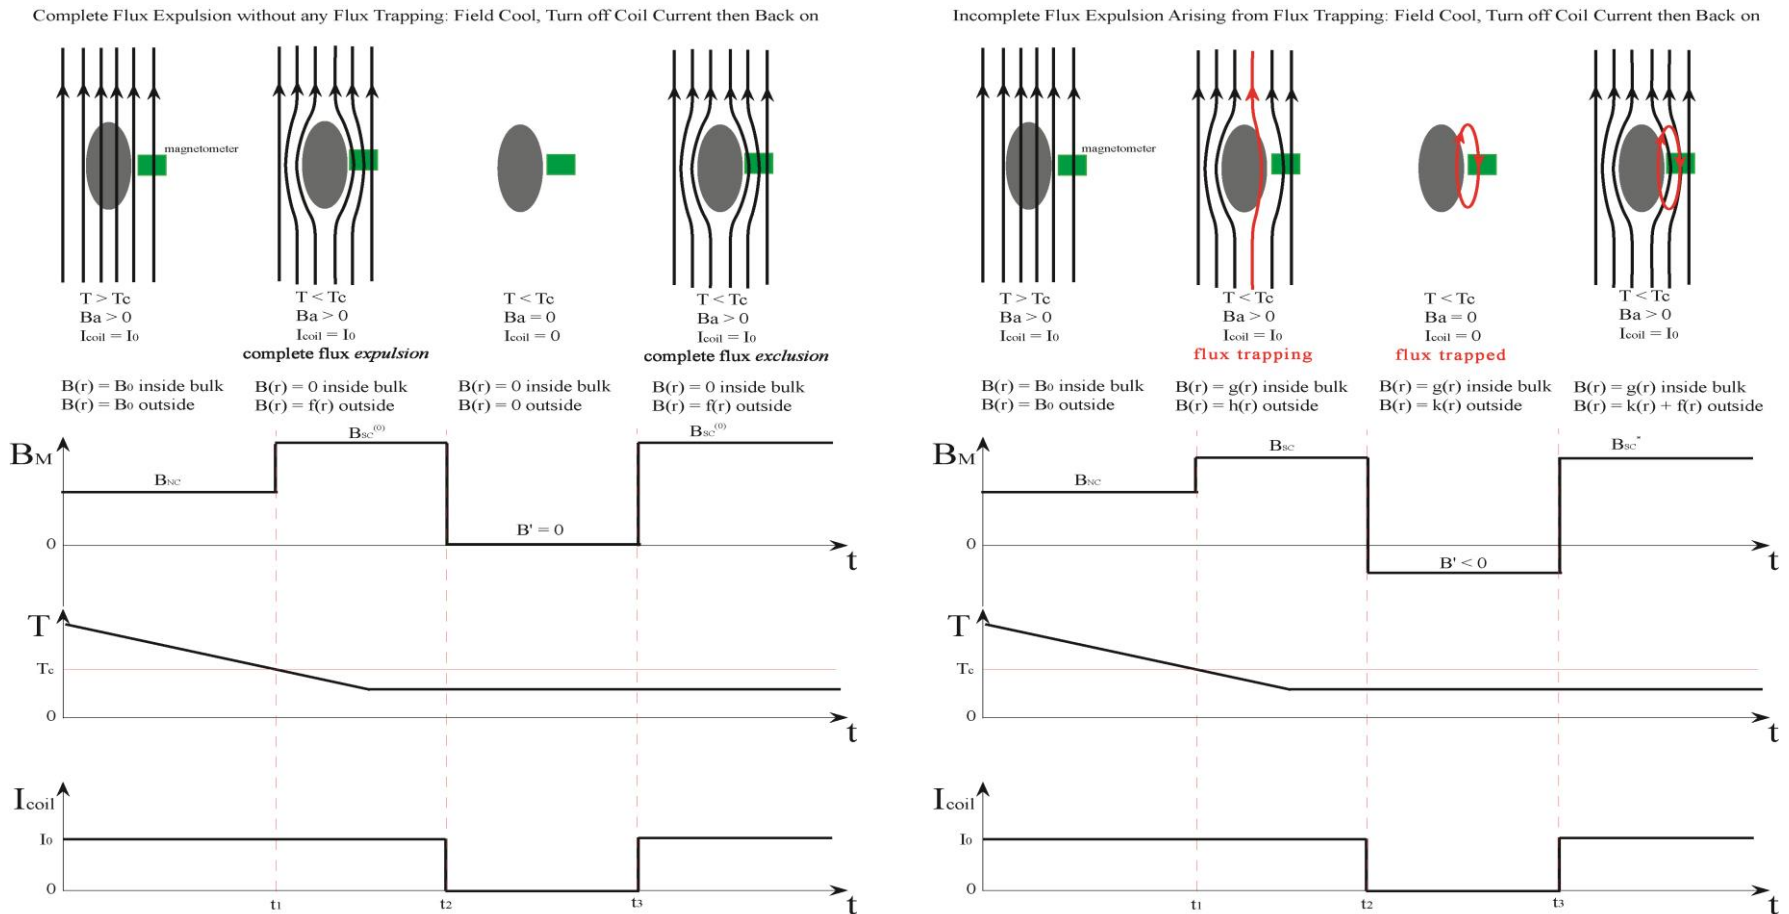 Complete Flux Expulsion without any Flux Trapping: Field Cool, Turn off Coil Current then Back on
magnetometer
T > Tc
Ba > 0
Icoil = I₀
T < Tc
Ba > 0
Icoil = I₀
complete flux expulsion
T < Tc
Ba = 0
Icoil = 0
T < Tc
Ba > 0
Icoil = I₀
complete flux exclusion
B(r) = B₀ inside bulk
B(r) = B₀ outside
B(r) = 0 inside bulk
B(r) = f(r) outside
B(r) = 0 inside bulk
B(r) = 0 outside
B(r) = 0 inside bulk
B(r) = f(r) outside
BM
BNC
BSC⁽⁰⁾
B' = 0
BSC⁽⁰⁾
0
t
T
Tc
0
t
Icoil
I₀
0
t₁
t₂
t₃
t
Incomplete Flux Expulsion Arising from Flux Trapping: Field Cool, Turn off Coil Current then Back on
magnetometer
T > Tc
Ba > 0
Icoil = I₀
T < Tc
Ba > 0
Icoil = I₀
flux trapping
T < Tc
Ba = 0
Icoil = 0
flux trapped
T < Tc
Ba > 0
Icoil = I₀
B(r) = B₀ inside bulk
B(r) = B₀ outside
B(r) = g(r) inside bulk
B(r) = h(r) outside
B(r) = g(r) inside bulk
B(r) = k(r) outside
B(r) = g(r) inside bulk
B(r) = k(r) + f(r) outside
BM
BNC
BSC
B' < 0
BSC"
0
t
T
Tc
0
t
Icoil
I₀
0
t₁
t₂
t₃
t